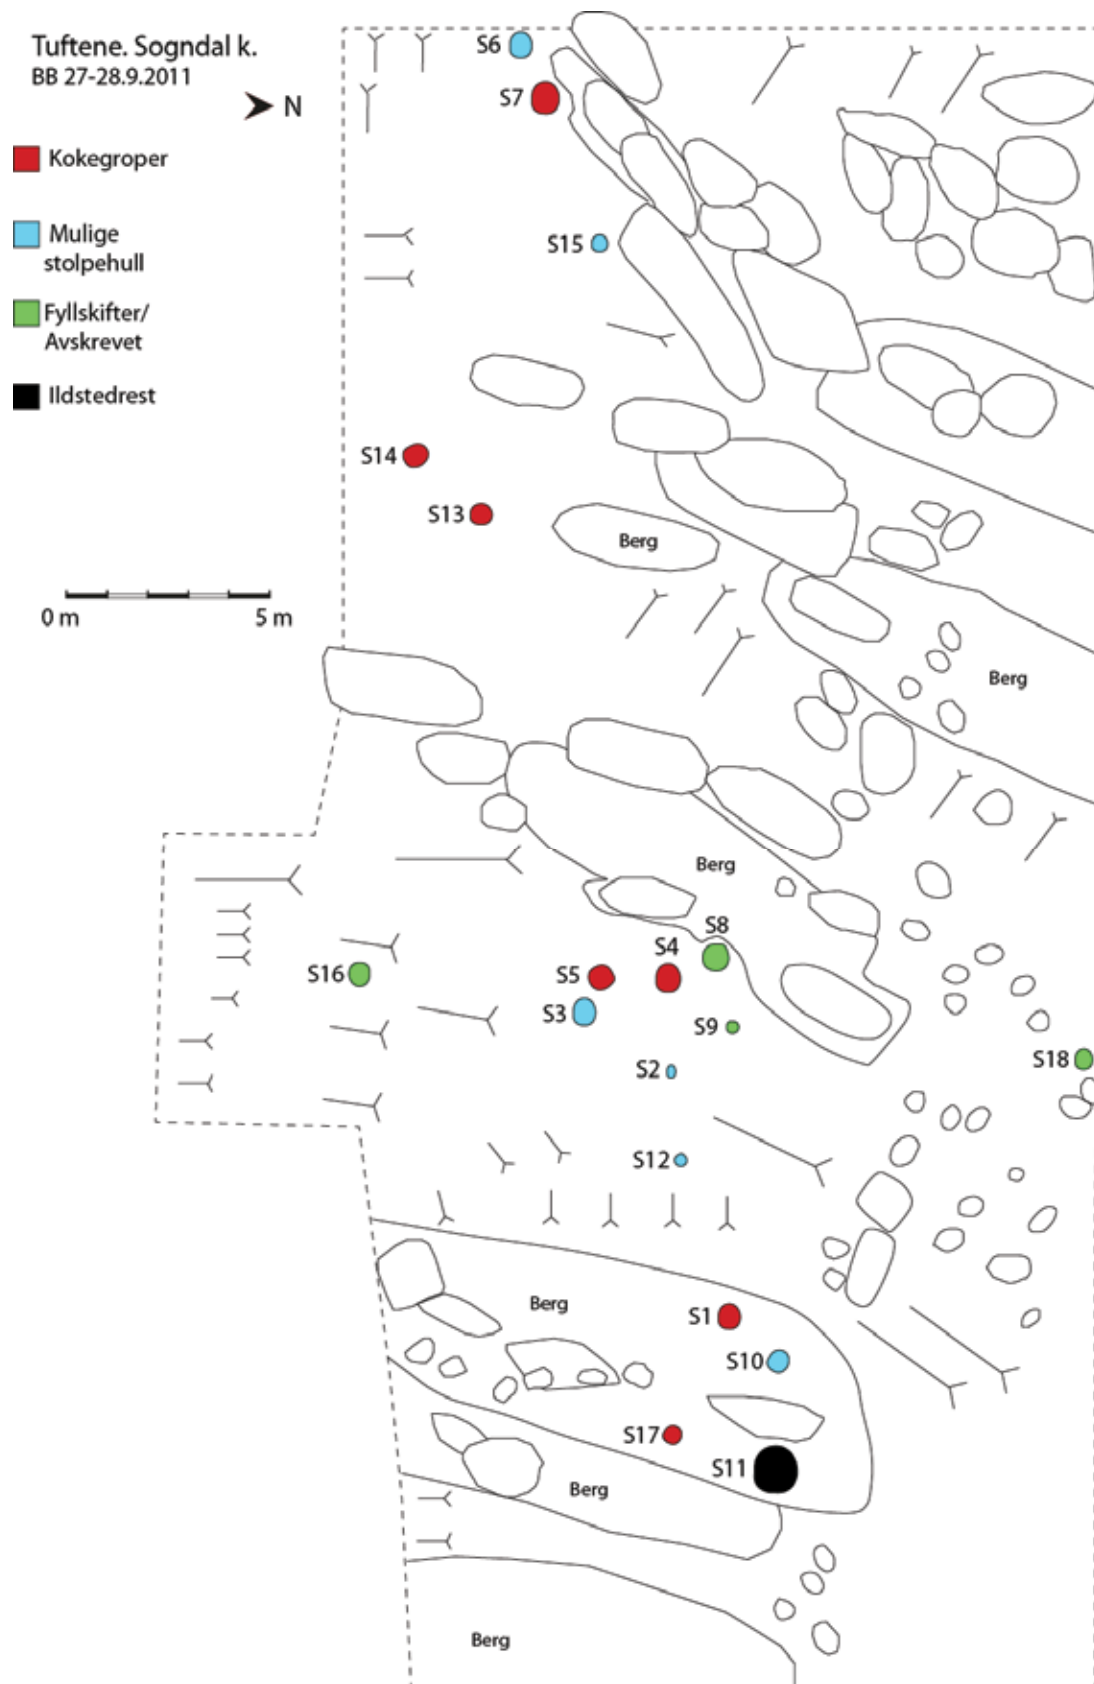 Tuftene. Sogndal k.
BB 27-28.9.2011
N
Kokegroper
Mulige
stolpehull
Fyllskifter/
Avskrevet
Ildstedrest
0 m
5 m
S6
S7
S15
S14
S13
Berg
Berg
Berg
S8
S4
S5
S16
S3
S9
S2
S18
S12
Berg
S1
S10
S17
S11
Berg
Berg